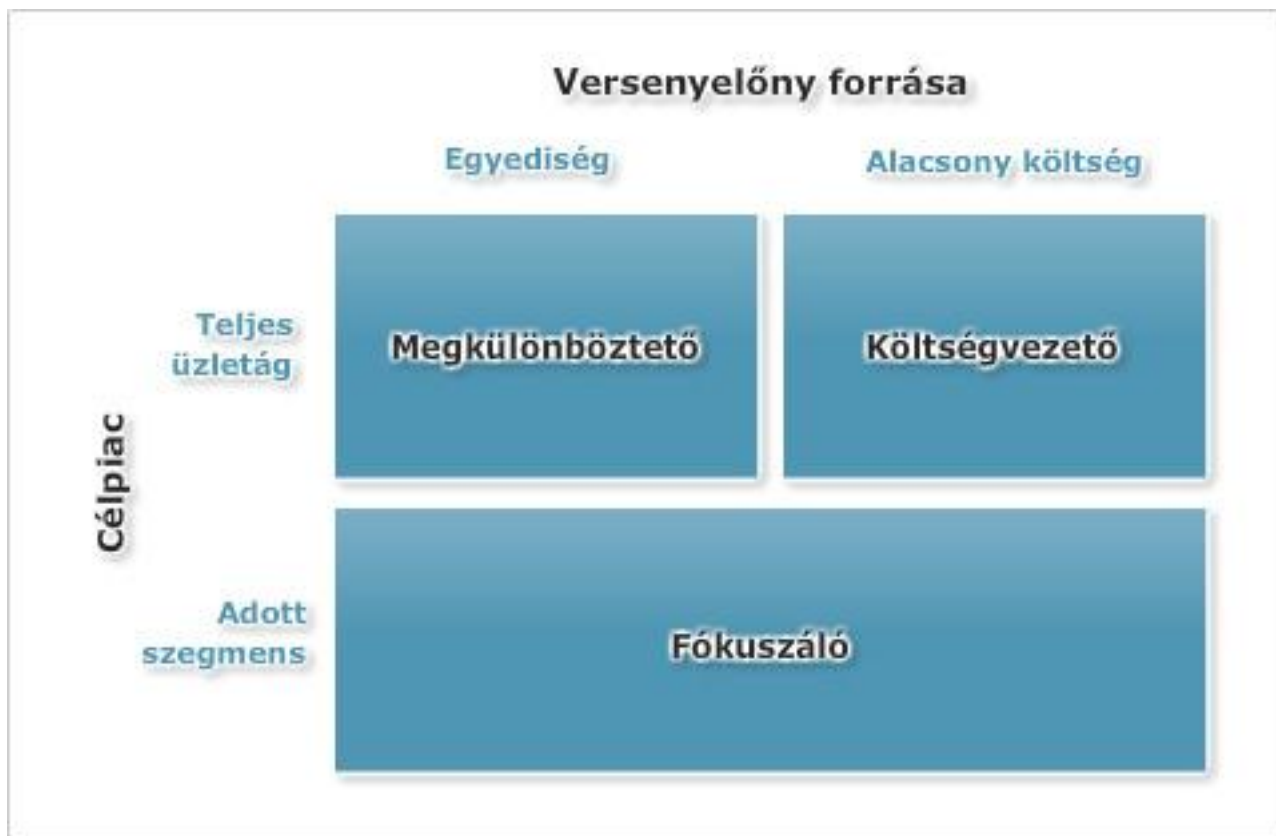 Versenyelőny forrása
Egyediség
Alacsony költség
Teljes
üzletág
Megkülönböztető
Költségvezető
Célpiac
Adott
szegmens
Fókuszáló